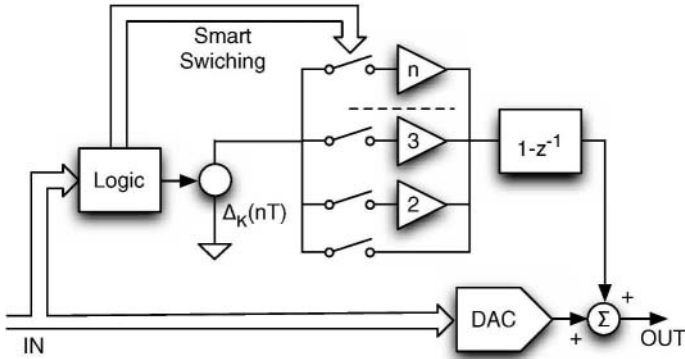 Smart
Swiching
n
3
1-z⁻¹
Logic
2
Δ_K(nT)
DAC
+
+
Σ
IN
OUT